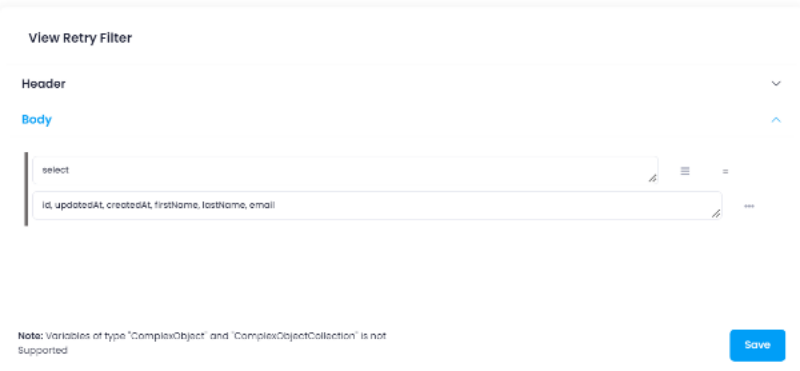 View Retry Filter
Header
Body
select
=
id, updatedAt, createdAt, firstName, lastName, email
Note: Variables of type "ComplexObject" and "ComplexObjectCollection" is not
Supported
Save